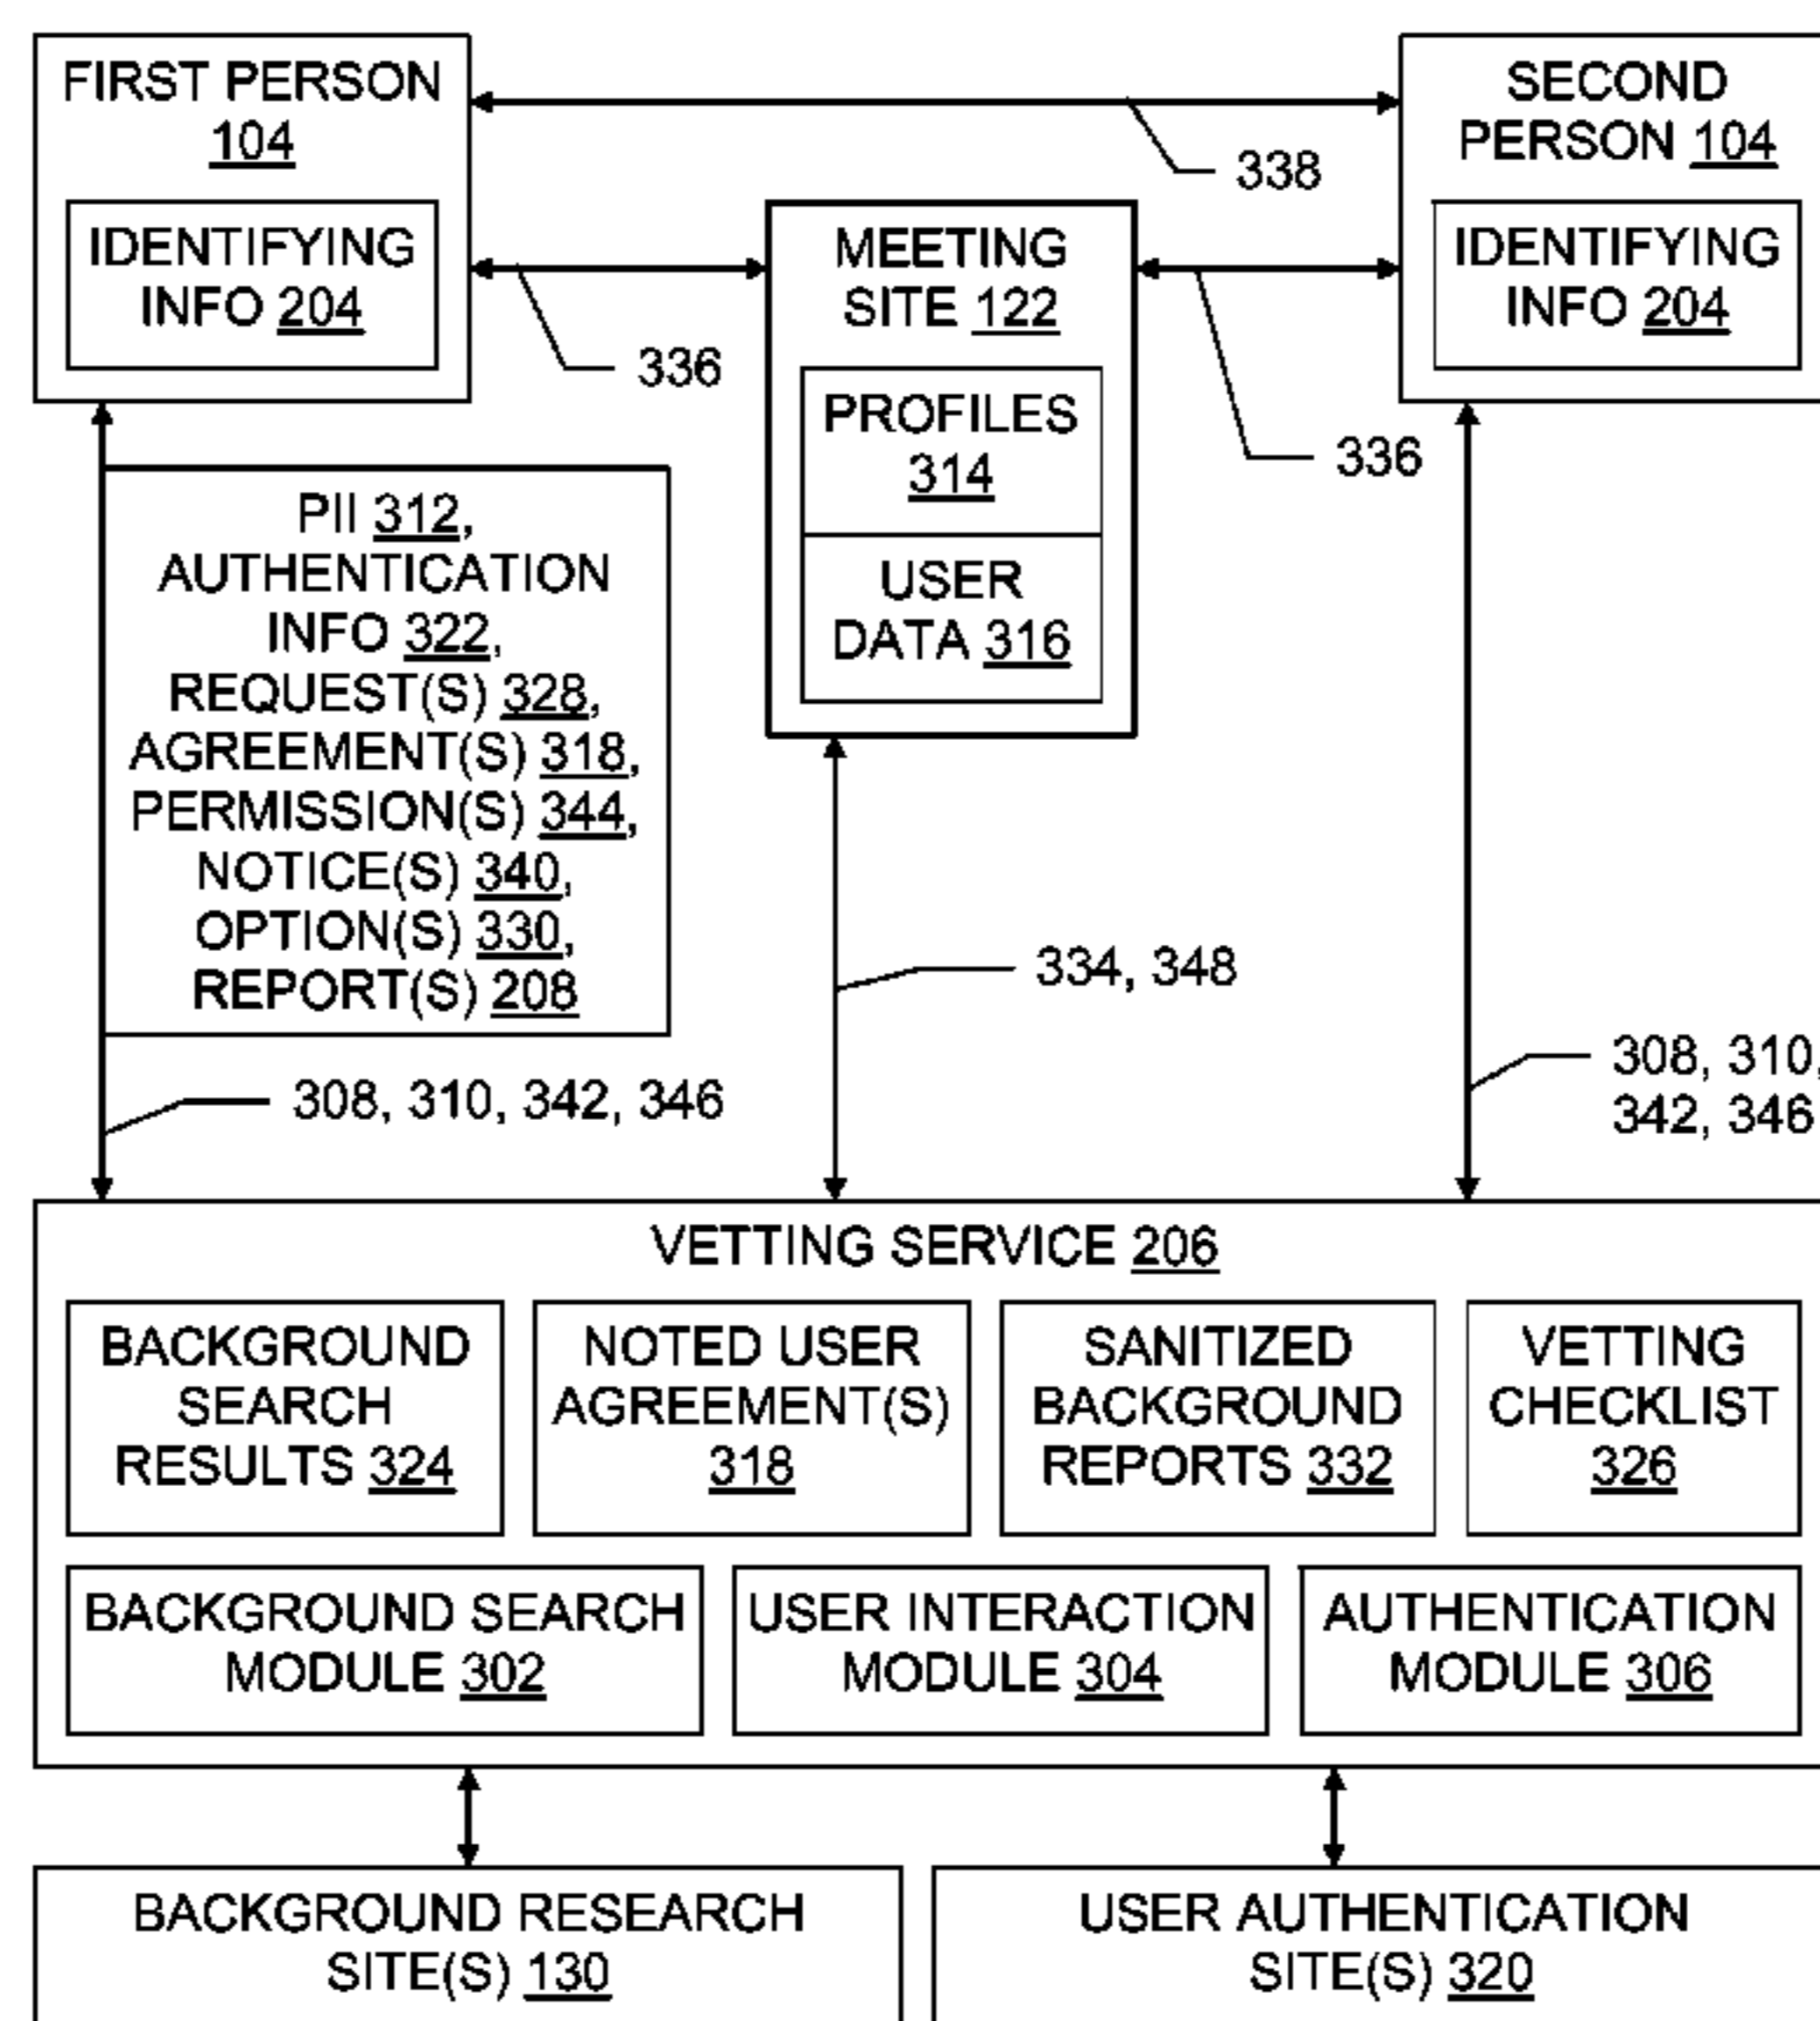 FIRST PERSON
104
IDENTIFYING
INFO 204
338
SECOND
PERSON 104
IDENTIFYING
INFO 204
336
MEETING
SITE 122
PROFILES
314
USER
DATA 316
336
PII 312,
AUTHENTICATION
INFO 322,
REQUEST(S) 328,
AGREEMENT(S) 318,
PERMISSION(S) 344,
NOTICE(S) 340,
OPTION(S) 330,
REPORT(S) 208
308, 310, 342, 346
334, 348
308, 310,
342, 346
VETTING SERVICE 206
BACKGROUND
SEARCH
RESULTS 324
NOTED USER
AGREEMENT(S)
318
SANITIZED
BACKGROUND
REPORTS 332
VETTING
CHECKLIST
326
BACKGROUND SEARCH
MODULE 302
USER INTERACTION
MODULE 304
AUTHENTICATION
MODULE 306
BACKGROUND RESEARCH
SITE(S) 130
USER AUTHENTICATION
SITE(S) 320